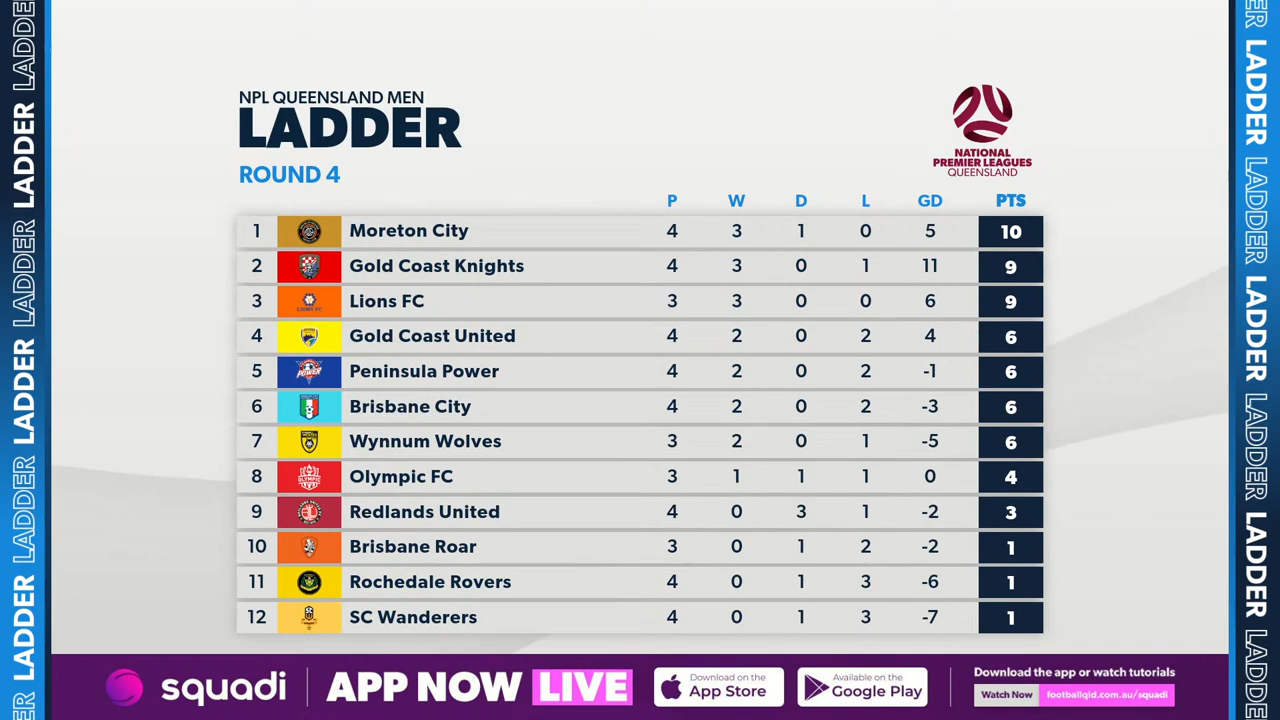 NPL QUEENSLAND MEN
LADDER
ROUND 4
NATIONAL
PREMIER LEAGUES
QUEENSLAND
P W D L GD PTS
1 Moreton City 4 3 1 0 5 10
2 Gold Coast Knights 4 3 0 1 11 9
3 LIONS FC Lions FC 3 3 0 0 6 9
4 Gold Coast United 4 2 0 2 4 6
5 POWER Peninsula Power 4 2 0 2 -1 6
6 Brisbane City 4 2 0 2 -3 6
7 Wynnum Wolves 3 2 0 1 -5 6
8 OLYMPIC Olympic FC 3 1 1 1 0 4
9 Redlands United 4 0 3 1 -2 3
10 Brisbane Roar 3 0 1 2 -2 1
11 Rochedale Rovers 4 0 1 3 -6 1
12 SC Wanderers 4 0 1 3 -7 1
LADDER LADDER LADDER LADDER LADDER LADDER
LADDER LADDER LADDER LADDER LADDER LADDER
squadi
APP NOW LIVE
Download on the
App Store
Available on the
Google Play
Download the app or watch tutorials
Watch Now footballqld.com.au/squadi